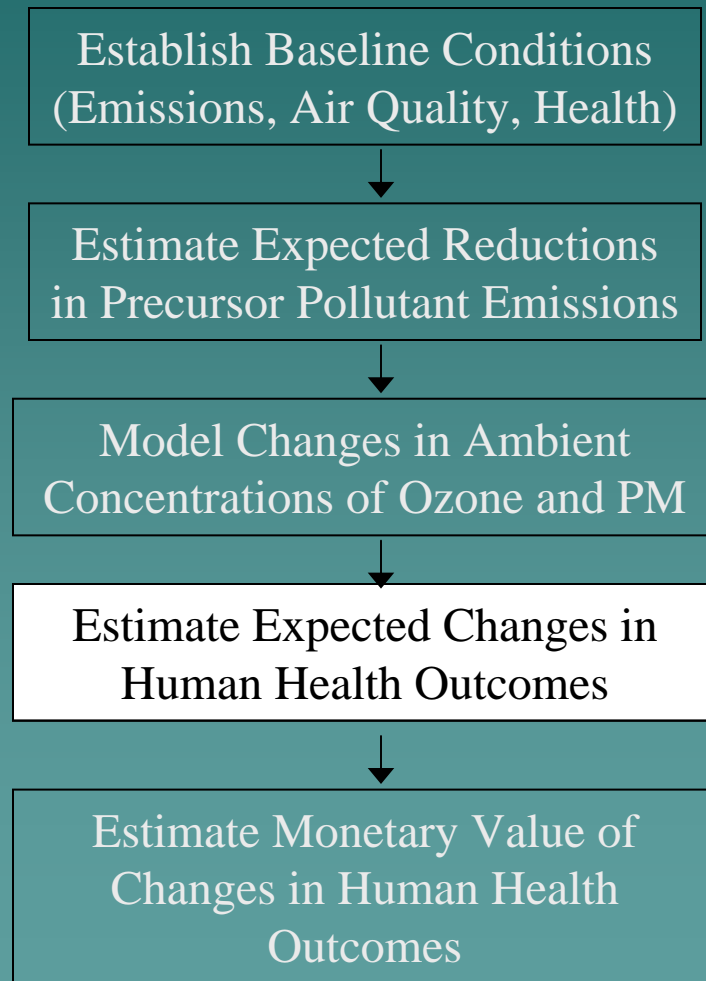 Establish Baseline Conditions
(Emissions, Air Quality, Health)
Estimate Expected Reductions
in Precursor Pollutant Emissions
Model Changes in Ambient
Concentrations of Ozone and PM
Estimate Expected Changes in
Human Health Outcomes
Estimate Monetary Value of
Changes in Human Health
Outcomes